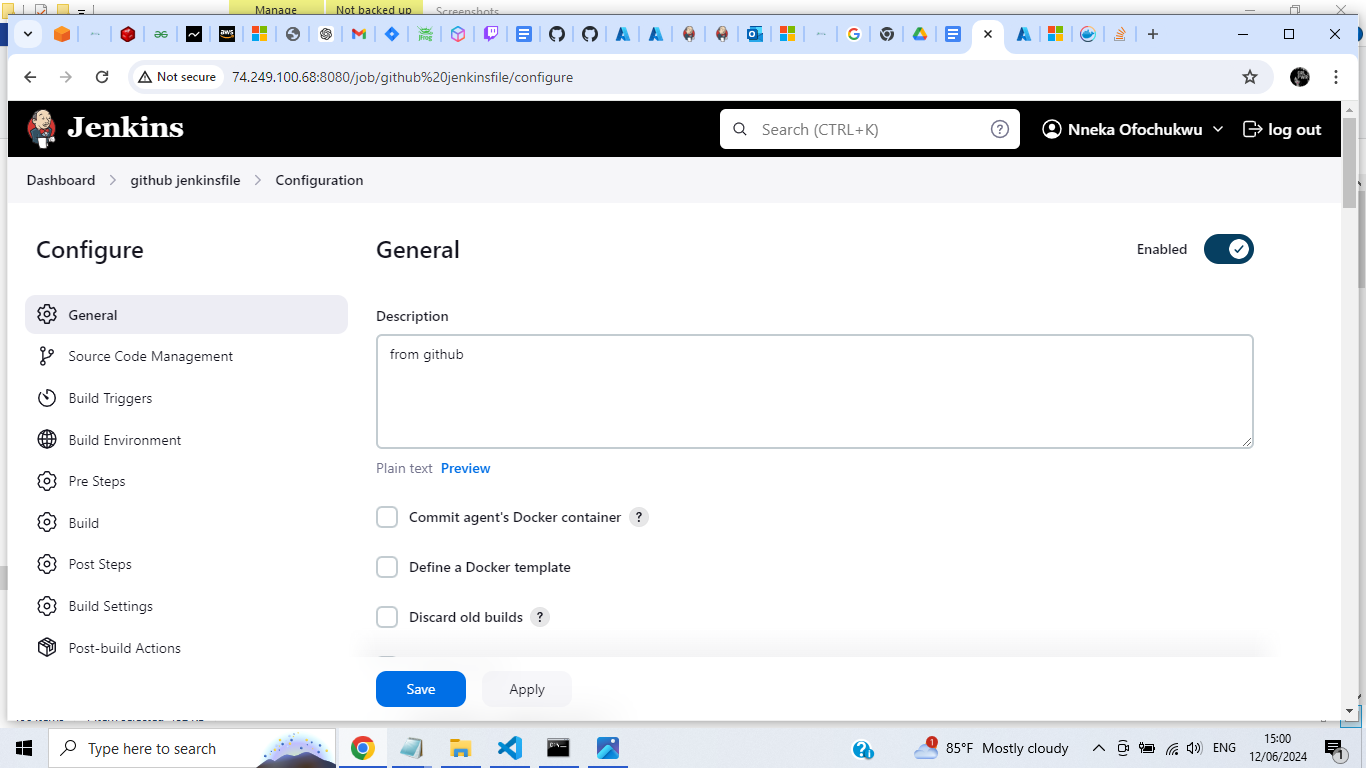 Manage
Not backed up
Screenshots
aws
Not secure
74.249.100.68:8080/job/github%20jenkinsfile/configure
Jenkins
Search (CTRL+K)
?
Nneka Ofochukwu
log out
Dashboard
github jenkinsfile
Configuration
Configure
General
Source Code Management
Build Triggers
Build Environment
Pre Steps
Build
Post Steps
Build Settings
Post-build Actions
General
Enabled
Description
from github
Plain text Preview
Commit agent's Docker container ?
Define a Docker template
Discard old builds ?
Save
Apply
Type here to search
1
85°F Mostly cloudy
ENG
15:00
12/06/2024
1